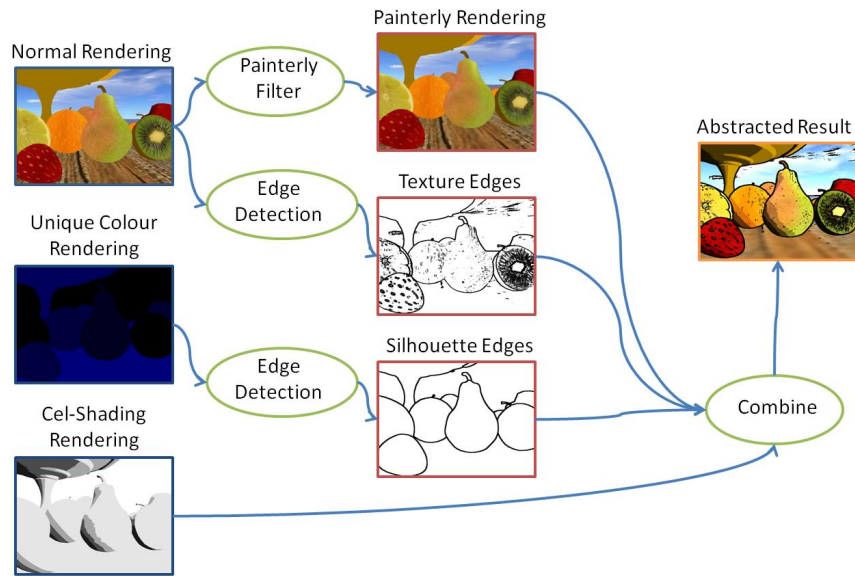 Painterly Rendering
Normal Rendering
Painterly
Filter
Abstracted Result
Edge
Detection
Texture Edges
Unique Colour
Rendering
Edge
Detection
Silhouette Edges
Combine
Cel-Shading
Rendering